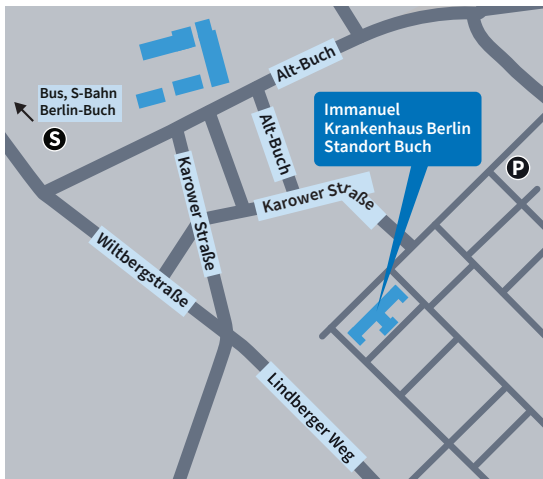 Alt-Buch
Bus, S-Bahn
Berlin-Buch
S
Immanuel
Krankenhaus Berlin
Standort Buch
Alt-Buch
P
Karower Straße
Karower Straße
Wiltbergstraße
Lindberger Weg